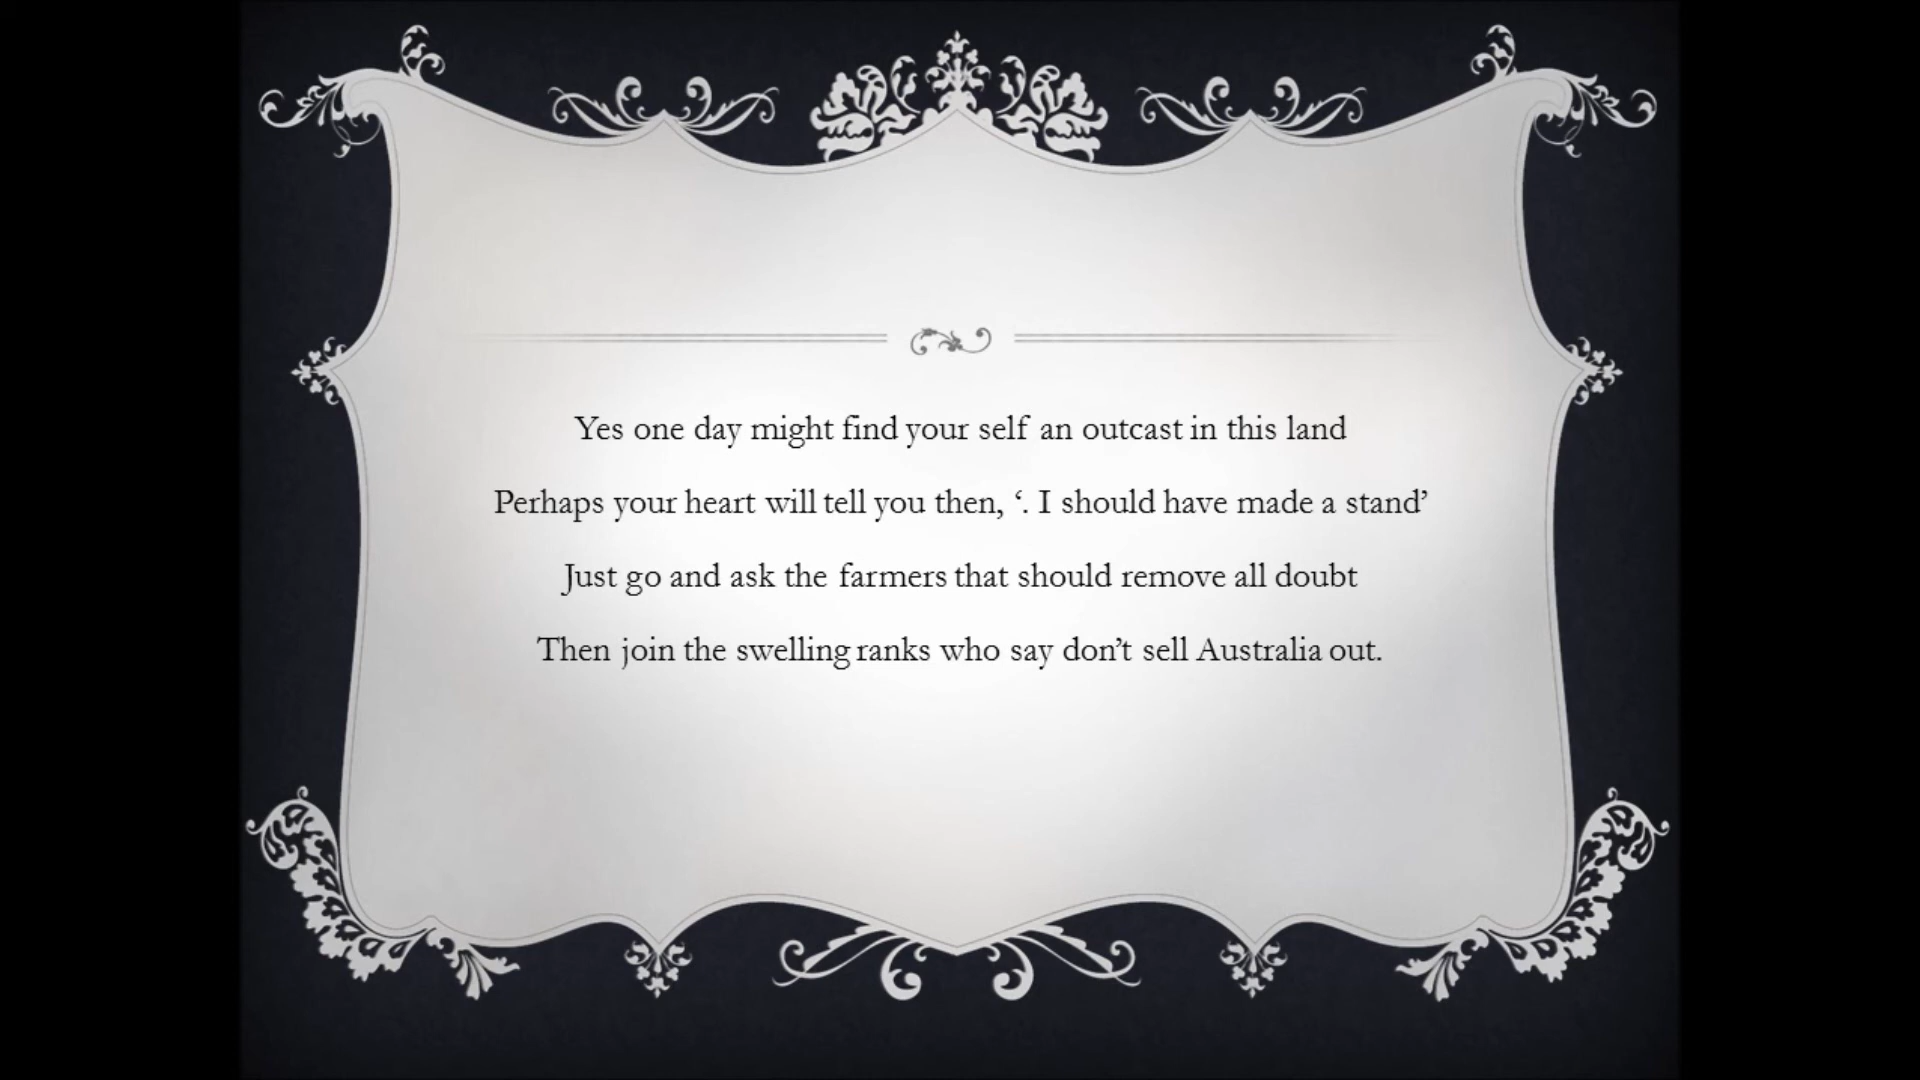 Yes one day might find your self an outcast in this land
Perhaps your heart will tell you then, ‘. I should have made a stand’
Just go and ask the farmers that should remove all doubt
Then join the swelling ranks who say don’t sell Australia out.